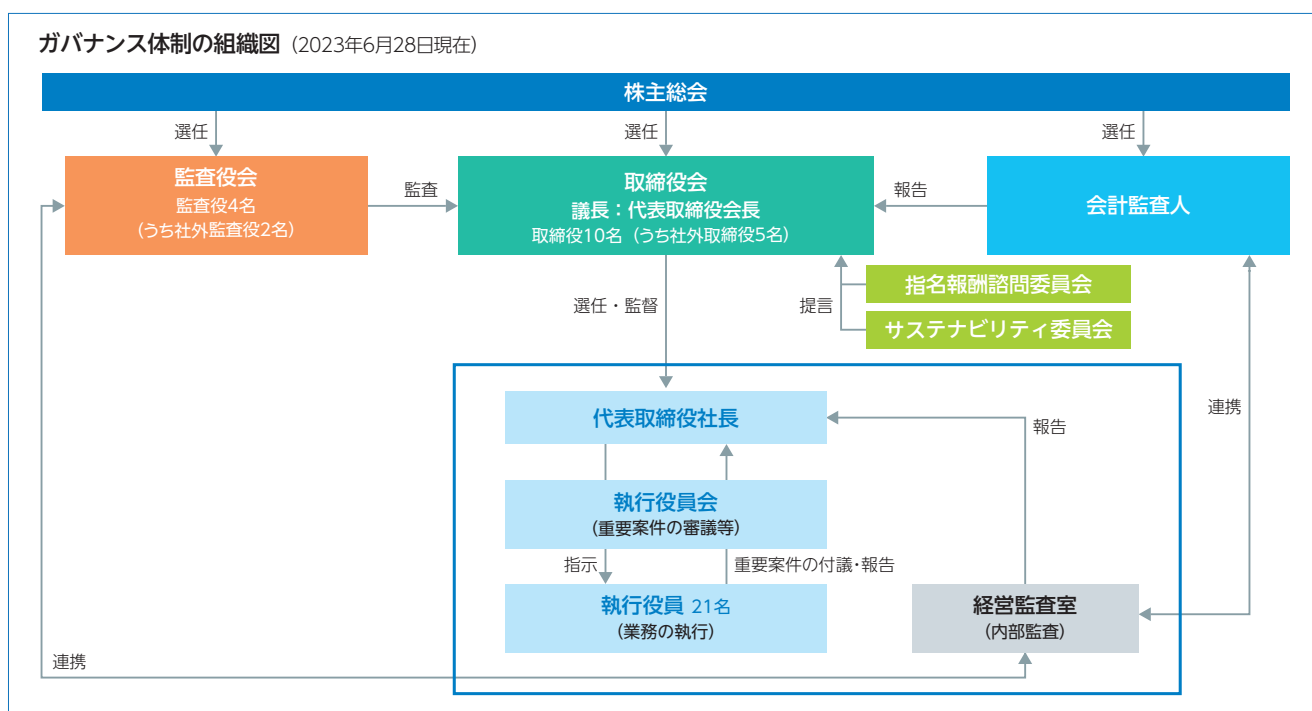 ガバナンス体制の組織図（2023年6月28日現在）
株主総会
選任
選任
選任
監査役会
監査役4名
（うち社外監査役2名）
監査
取締役会
議長：代表取締役会長
取締役10名（うち社外取締役5名）
報告
会計監査人
選任・監督
提言
指名報酬諮問委員会
サステナビリティ委員会
代表取締役社長
報告
連携
執行役員会
（重要案件の審議等）
指示
重要案件の付議・報告
執行役員 21名
（業務の執行）
経営監査室
（内部監査）
連携